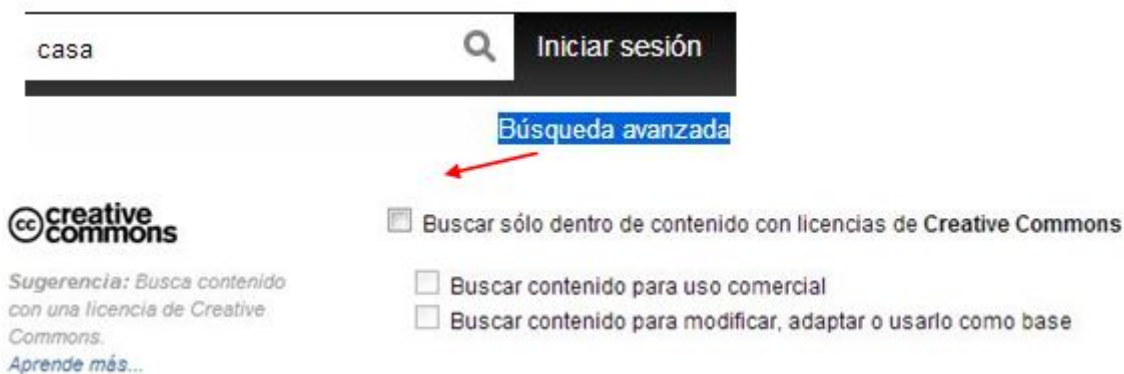 casa
Iniciar sesión
Búsqueda avanzada
cc creative commons
Buscar sólo dentro de contenido con licencias de Creative Commons
Sugerencia: Busca contenido
con una licencia de Creative
Commons.
Aprende más...
Buscar contenido para uso comercial
Buscar contenido para modificar, adaptar o usarlo como base